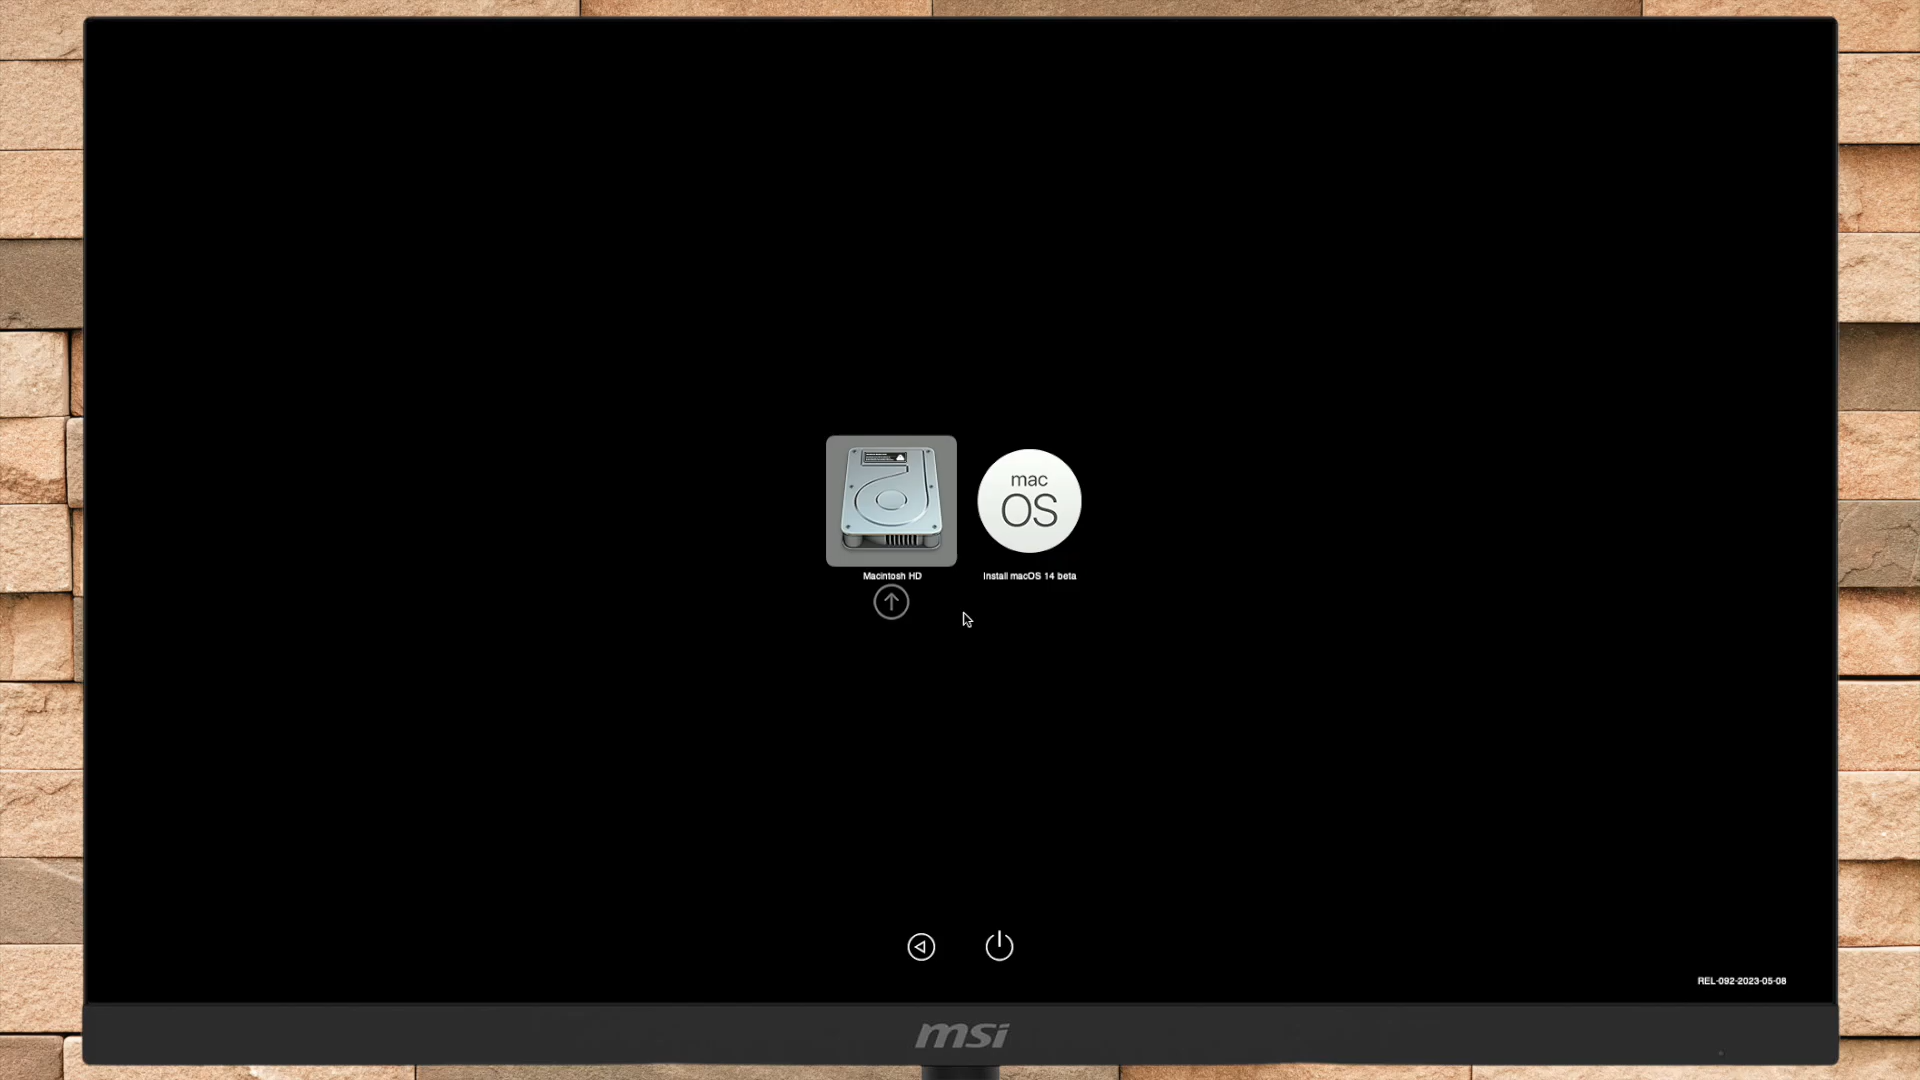 mac
OS
Macintosh HD
Install macOS 14 beta
REL-092-2023-05-08
msi